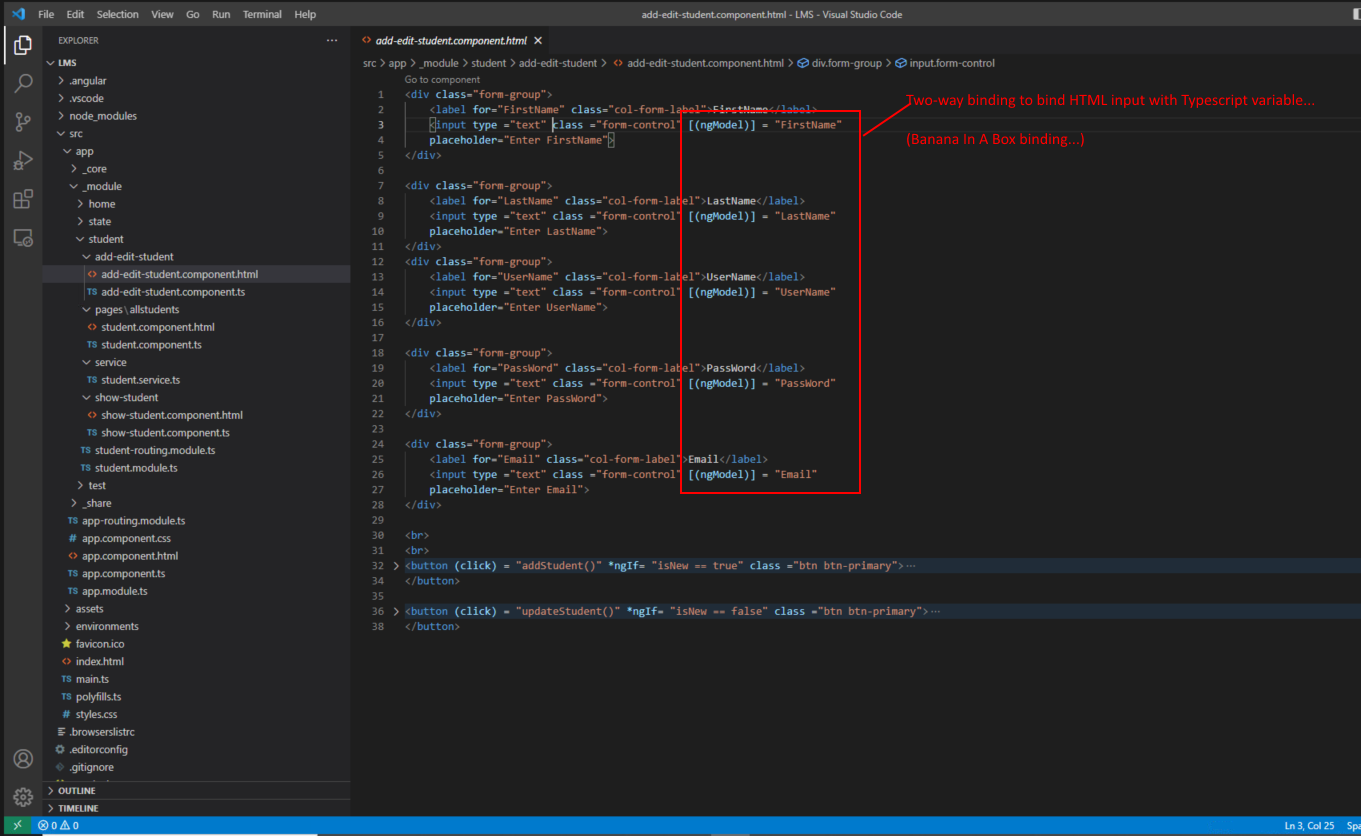 File Edit Selection View Go Run Terminal Help
add-edit-student.component.html - LMS - Visual Studio Code
EXPLORER
LMS
.angular
.vscode
node_modules
src
app
_core
_module
home
state
student
add-edit-student
add-edit-student.component.html
TS add-edit-student.component.ts
pages\allstudents
student.component.html
TS student.component.ts
service
TS student.service.ts
show-student
show-student.component.html
TS show-student.component.ts
TS student-routing.module.ts
TS student.module.ts
test
_share
TS app-routing.module.ts
# app.component.css
app.component.html
TS app.component.ts
TS app.module.ts
assets
environments
favicon.ico
index.html
TS main.ts
TS polyfills.ts
# styles.css
.browserslistrc
.editorconfig
.gitignore
OUTLINE
TIMELINE
add-edit-student.component.html
src > app > _module > student > add-edit-student > add-edit-student.component.html > div.form-group > input.form-control
Go to component
1 <div class="form-group">
2 <label for="FirstName" class="col-form-label">FirstName</label>
3 <input type ="text" class ="form-control" [(ngModel)] = "FirstName"
4 placeholder="Enter FirstName">
5 </div>
6
7 <div class="form-group">
8 <label for="LastName" class="col-form-label">LastName</label>
9 <input type ="text" class ="form-control" [(ngModel)] = "LastName"
10 placeholder="Enter LastName">
11 </div>
12 <div class="form-group">
13 <label for="UserName" class="col-form-label">UserName</label>
14 <input type ="text" class ="form-control" [(ngModel)] = "UserName"
15 placeholder="Enter UserName">
16 </div>
17
18 <div class="form-group">
19 <label for="PassWord" class="col-form-label">PassWord</label>
20 <input type ="text" class ="form-control" [(ngModel)] = "PassWord"
21 placeholder="Enter PassWord">
22 </div>
23
24 <div class="form-group">
25 <label for="Email" class="col-form-label">Email</label>
26 <input type ="text" class ="form-control" [(ngModel)] = "Email"
27 placeholder="Enter Email">
28 </div>
29
30 <br>
31 <br>
32 <button (click) = "addStudent()" *ngIf= "isNew == true" class ="btn btn-primary">...
34 </button>
35
36 <button (click) = "updateStudent()" *ngIf= "isNew == false" class ="btn btn-primary">...
38 </button>
Two-way binding to bind HTML input with Typescript variable...
(Banana In A Box binding...)
0 0
Ln 3, Col 25